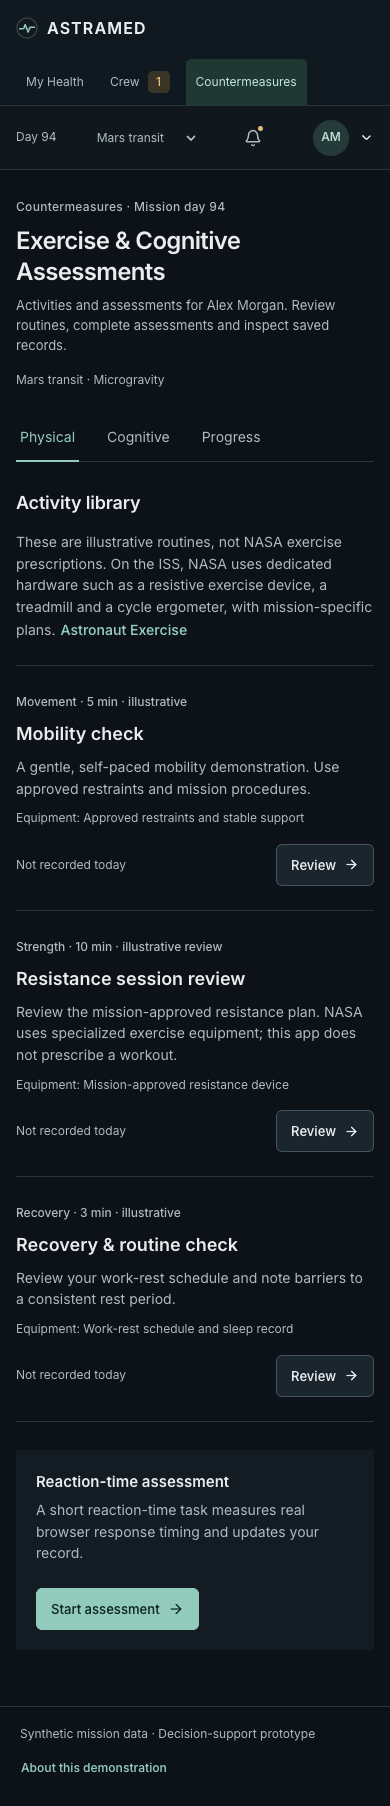 ASTRAMED
My Health Crew 1 Countermeasures
Day 94 Mars transit AM
Countermeasures · Mission day 94
Exercise & Cognitive
Assessments
Activities and assessments for Alex Morgan. Review
routines, complete assessments and inspect saved
records.
Mars transit · Microgravity
Physical Cognitive Progress
Activity library
These are illustrative routines, not NASA exercise
prescriptions. On the ISS, NASA uses dedicated
hardware such as a resistive exercise device, a
treadmill and a cycle ergometer, with mission-specific
plans. Astronaut Exercise
Movement · 5 min · illustrative
Mobility check
A gentle, self-paced mobility demonstration. Use
approved restraints and mission procedures.
Equipment: Approved restraints and stable support
Not recorded today Review →
Strength · 10 min · illustrative review
Resistance session review
Review the mission-approved resistance plan. NASA
uses specialized exercise equipment; this app does
not prescribe a workout.
Equipment: Mission-approved resistance device
Not recorded today Review →
Recovery · 3 min · illustrative
Recovery & routine check
Review your work-rest schedule and note barriers to
a consistent rest period.
Equipment: Work-rest schedule and sleep record
Not recorded today Review →
Reaction-time assessment
A short reaction-time task measures real
browser response timing and updates your
record.
Start assessment →
Synthetic mission data · Decision-support prototype
About this demonstration